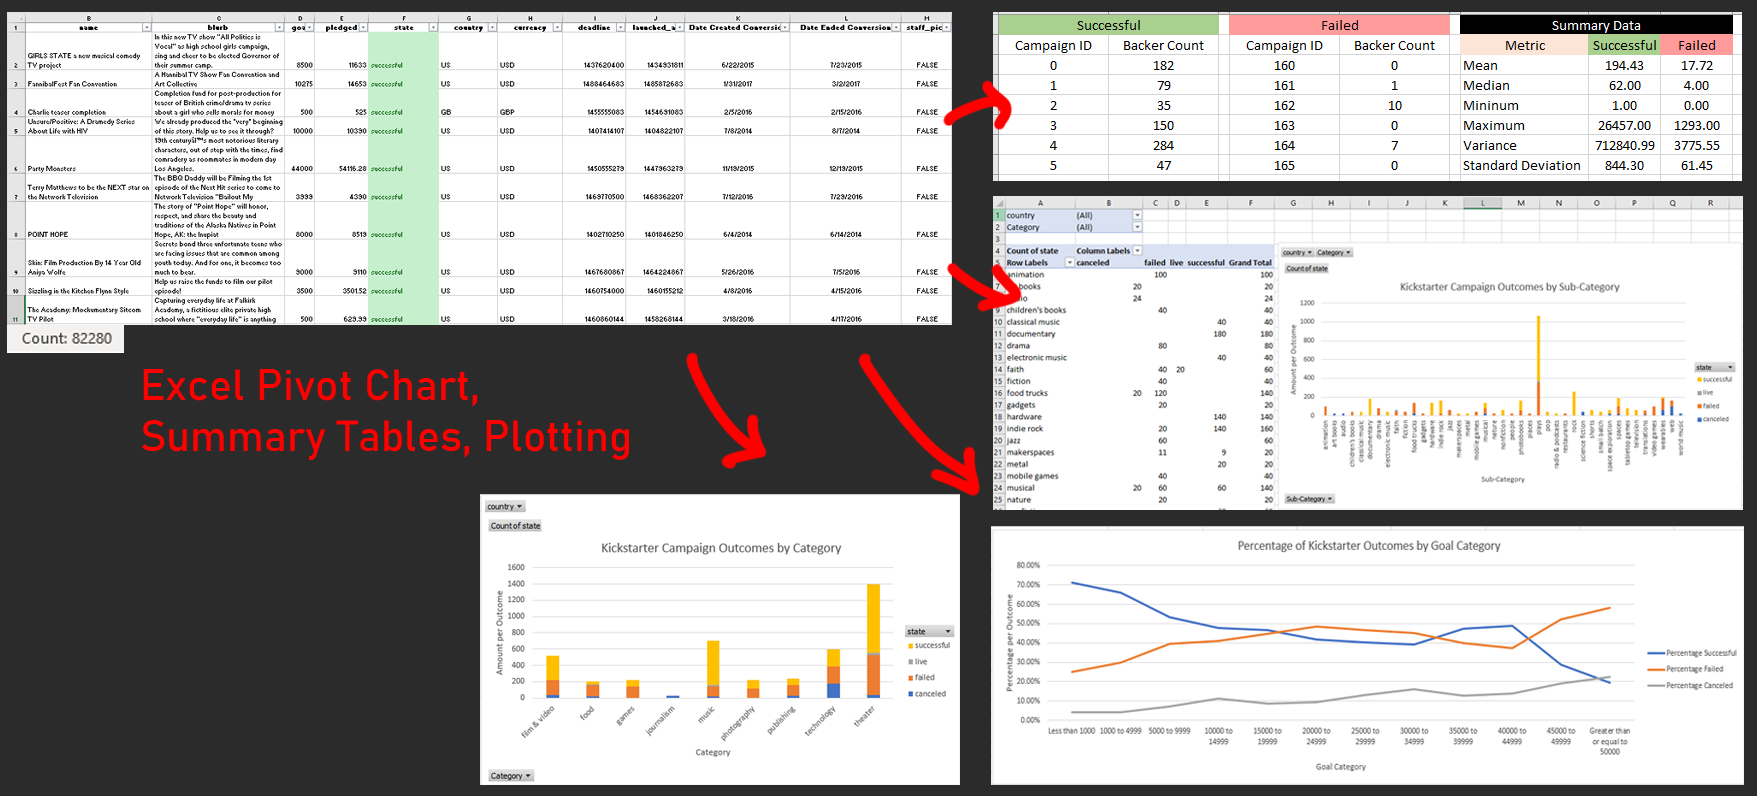 B C D E F G H I J K L M
1 name blurb goa pledged state country currency deadline launched_a Date Created Conversic Date Ended Conversion staff_pic
In this new TV show "All Politics is
Vocal" as high school girls campaign,
sing and cheer to be elected Governor of
their summer camp.
GIRLS STATE a new musical comedy
2 TV project 8500 11633 successful US USD 1437620400 1434931811 6/22/2015 7/23/2015 FALSE
A Hannibal TV Show Fan Convention and
3 FannibalFest Fan Convention Art Collective 10275 14653 successful US USD 1488464683 1485872683 1/31/2017 3/2/2017 FALSE
Completion fund for post-production for
teaser of British crime/drama tv series
4 Charlie teaser completion about a girl who sells morals for money 500 525 successful GB GBP 1455555083 1454691083 2/5/2016 2/15/2016 FALSE
Unsure/Positive: A Dramedy Series We already produced the "very" beginning
5 About Life with HIV of this story. Help us to see it through? 10000 10390 successful US USD 1407414107 1404822107 7/8/2014 8/7/2014 FALSE
most notorious literary
characters, out of step with the times, find
comradery as roommates in modern day
6 Party Monsters Los Angeles. 44000 54116.28 successful US USD 1450555279 1447963279 11/19/2015 12/19/2015 FALSE
The BBQ Daddy will be Filming the 1st
Terry Matthews to be the NEXT star on episode of the Next Hit series to come to
7 the Network Television Network Television "Bailout My 3999 4390 successful US USD 1469770500 1468362207 7/12/2016 7/29/2016 FALSE
The story of "Point Hope" will honor,
respect, and share the beauty and
traditions of the Alaska Natives in Point
8 POINT HOPE Hope, AK: the Inupiat 8000 8519 successful US USD 1402710250 1401846250 6/4/2014 6/14/2014 FALSE
Secrets bond three unfortunate teens who
are facing issues that are common among
Skin: Film Production By 14 Year Old youth today. And for one, it becomes too
9 Aniya Wolfe much to bear. 9000 9110 successful US USD 1467680867 1464224867 5/26/2016 7/5/2016 FALSE
Help us raise the funds to film our pilot
10 Sizzling in the Kitchen Flynn Style episode! 3500 3501.52 successful US USD 1460754000 1460155212 4/8/2016 4/15/2016 FALSE
Capturing everyday life at Falkirk
The Academy: Mockumentary Sitcom Academy, a fictitious elite private high
11 TV Pilot school where "everyday life" is anything 500 629.99 successful US USD 1460860144 1458268144 3/18/2016 4/17/2016 FALSE
Count: 82280
Excel Pivot Chart,
Summary Tables, Plotting
Successful Failed Summary Data
Campaign ID Backer Count Campaign ID Backer Count Metric Successful Failed
0 182 160 0 Mean 194.43 17.72
1 79 161 1 Median 62.00 4.00
2 35 162 10 Mininum 1.00 0.00
3 150 163 0 Maximum 26457.00 1293.00
4 284 164 7 Variance 712840.99 3775.55
5 47 165 0 Standard Deviation 844.30 61.45
A B C D E F G H I J K L M N O P Q R
1 country (All)
2 Category (All)
3
4 Count of state Column Labels
5 Row Labels canceled failed live successful Grand Total
animation 100 100
7 books 20 20
24 24
9 children's books 40 40
10 classical music 40 40
11 documentary 180 180
12 drama 80 80
13 electronic music 40 40
14 faith 40 20 60
15 fiction 40 40
16 food trucks 20 120 140
17 gadgets 20 20
18 hardware 140 140
19 indie rock 20 140 160
20 jazz 60 60
21 makerspaces 11 9 20
22 metal 20 20
23 mobile games 40 40
24 musical 20 60 60 140
25 nature 20 20
country Category
Count of state
Kickstarter Campaign Outcomes by Sub-Category
Amount per Outcome
1200
1000
800
600
400
200
0
animation art books audio children's books classical music documentary drama electronic music faith fiction food trucks gadgets hardware indie rock jazz makerspaces metal mobile games musical nature nonfiction people photobooks places plays pop radio & podcasts restaurants rock science fiction shorts small batch space exploration spaces tabletop games television translations video games wearables web world music
Sub-Category
state
successful
live
failed
canceled
Sub-Category
country
Count of state
Kickstarter Campaign Outcomes by Category
Amount per Outcome
1600
1400
1200
1000
800
600
400
200
0
film & video food games journalism music photography publishing technology theater
Category
state
successful
live
failed
canceled
Category
Percentage of Kickstarter Outcomes by Goal Category
Percentage per Outcome
80.00%
70.00%
60.00%
50.00%
40.00%
30.00%
20.00%
10.00%
0.00%
Less than 1000 1000 to 4999 5000 to 9999 10000 to 15000 to 20000 to 25000 to 30000 to 35000 to 40000 to 45000 to Greater than
14999 19999 24999 29999 34999 39999 44999 49999 or equal to
50000
Goal Category
Percentage Successful
Percentage Failed
Percentage Canceled